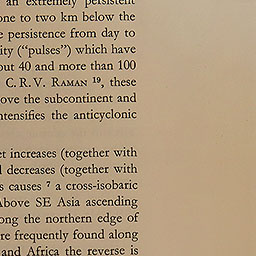 an extremely persistent
one to two km below the
persistence from day to
ity ("pulses") which have
out 40 and more than 100
C. R. V. RAMAN 19, these
ove the subcontinent and
ntensifies the anticyclonic
et increases (together with
decreases (together with
s causes 7 a cross-isobaric
Above SE Asia ascending
ong the northern edge of
re frequently found along
and Africa the reverse is